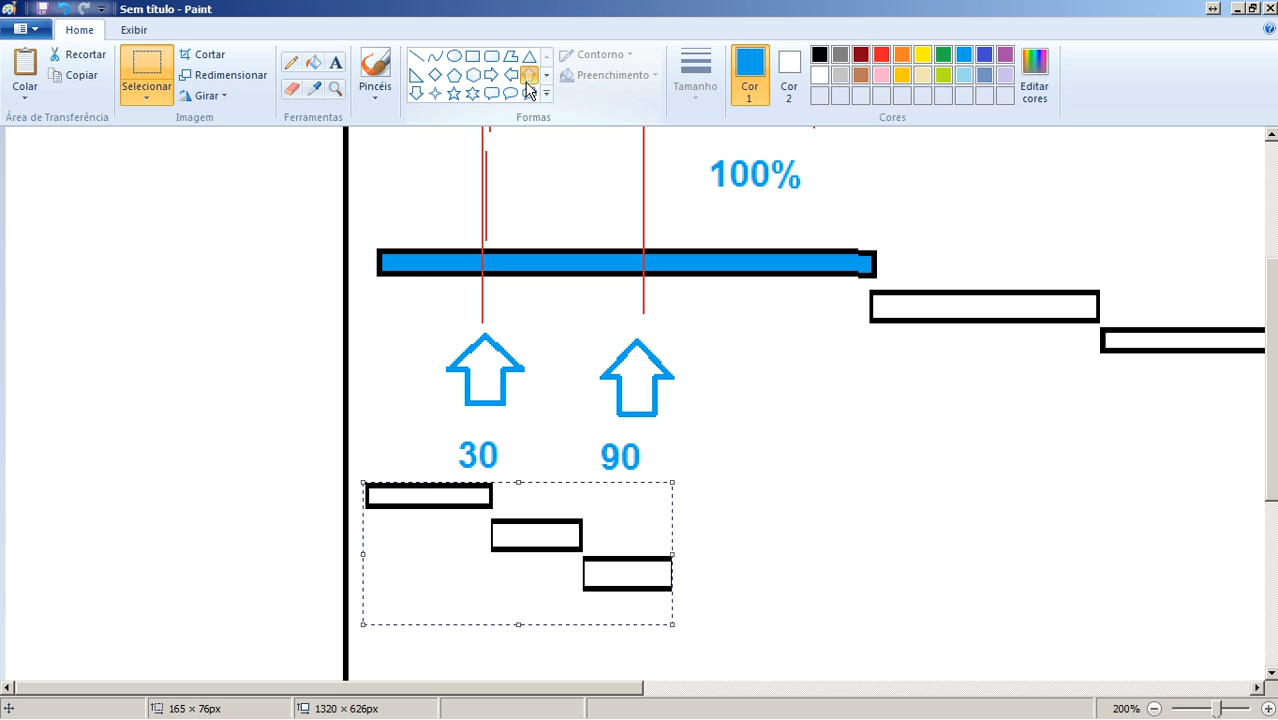 Sem título - Paint
Home
Exibir
Colar
Recortar
Copiar
Área de Transferência
Selecionar
Cortar
Redimensionar
Girar
Imagem
A
Ferramentas
Pincéis
Formas
Contorno
Preenchimento
Tamanho
Cor
1
Cor
2
Editar
cores
Cores
100%
30
90
165 × 76px
1320 × 626px
200%